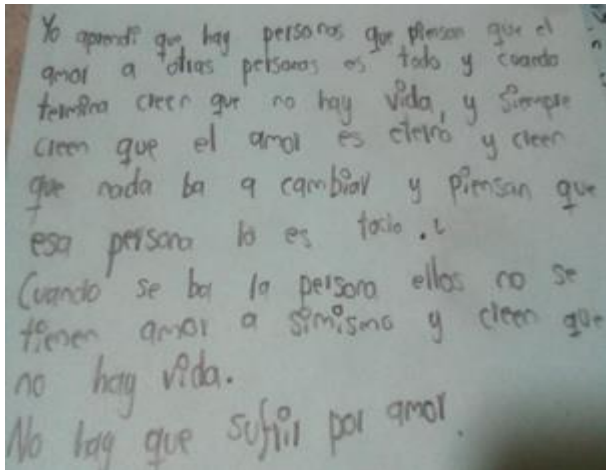 Yo aprendi que hay personas que piensan que el
amor a otras personas es todo y cuando
termina creen que no hay vida, y siempre
creen que el amor es eterno y creen
que nada ba a cambiar y piensan que
esa persona lo es todo.
Cuando se ba la persona ellos no se
tienen amor a simismo y creen que
no hay vida.
No hay que sufrir por amor.